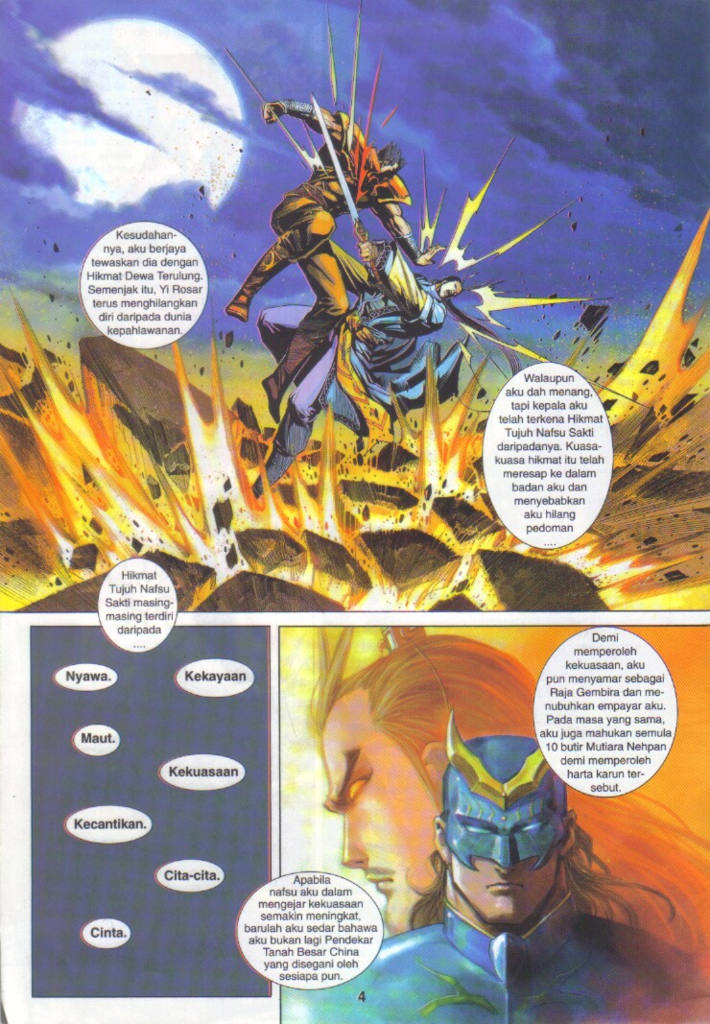 Kesudahan-
nya, aku berjaya
tewaskan dia dengan
Hikmat Dewa Terulung.
Semenjak itu, Yi Rosar
terus menghilangkan
diri daripada dunia
kepahlawanan.
Walaupun
aku dah menang,
tapi kepala aku
telah terkena Hikmat
Tujuh Nafsu Sakti
daripadanya. Kuasa-
kuasa hikmat itu telah
meresap ke dalam
badan aku dan
menyebabkan
aku hilang
pedoman
....
Hikmat
Tujuh Nafsu
Sakti masing-
masing terdiri
daripada
....
Nyawa.
Kekayaan
Maut.
Kekuasaan
Kecantikan.
Cita-cita.
Cinta.
Demi
memperoleh
kekuasaan, aku
pun menyamar sebagai
Raja Gembira dan me-
nubuhkan empayar aku.
Pada masa yang sama,
aku juga mahukan semula
10 butir Mutiara Nehpan
demi memperoleh
harta karun ter-
sebut.
Apabila
nafsu aku dalam
mengejar kekuasaan
semakin meningkat,
barulah aku sedar bahawa
aku bukan lagi Pendekar
Tanah Besar China
yang disegani oleh
sesiapa pun.
4